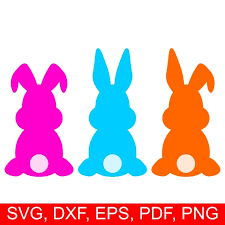 SVG, DXF, EPS, PDF, PNG